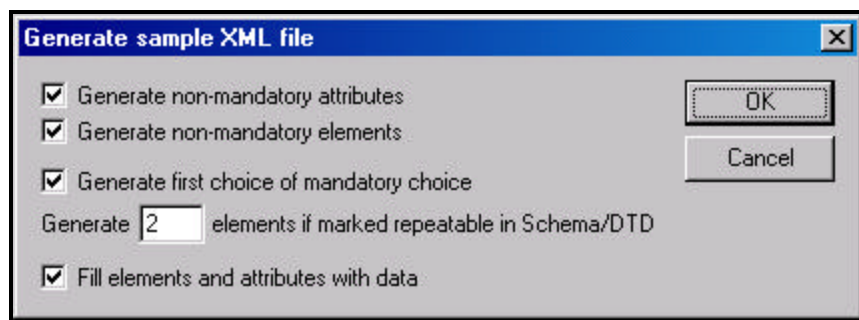 Generate sample XML file
Generate non-mandatory attributes
OK
Generate non-mandatory elements
Cancel
Generate first choice of mandatory choice
Generate 2 elements if marked repeatable in Schema/DTD
Fill elements and attributes with data